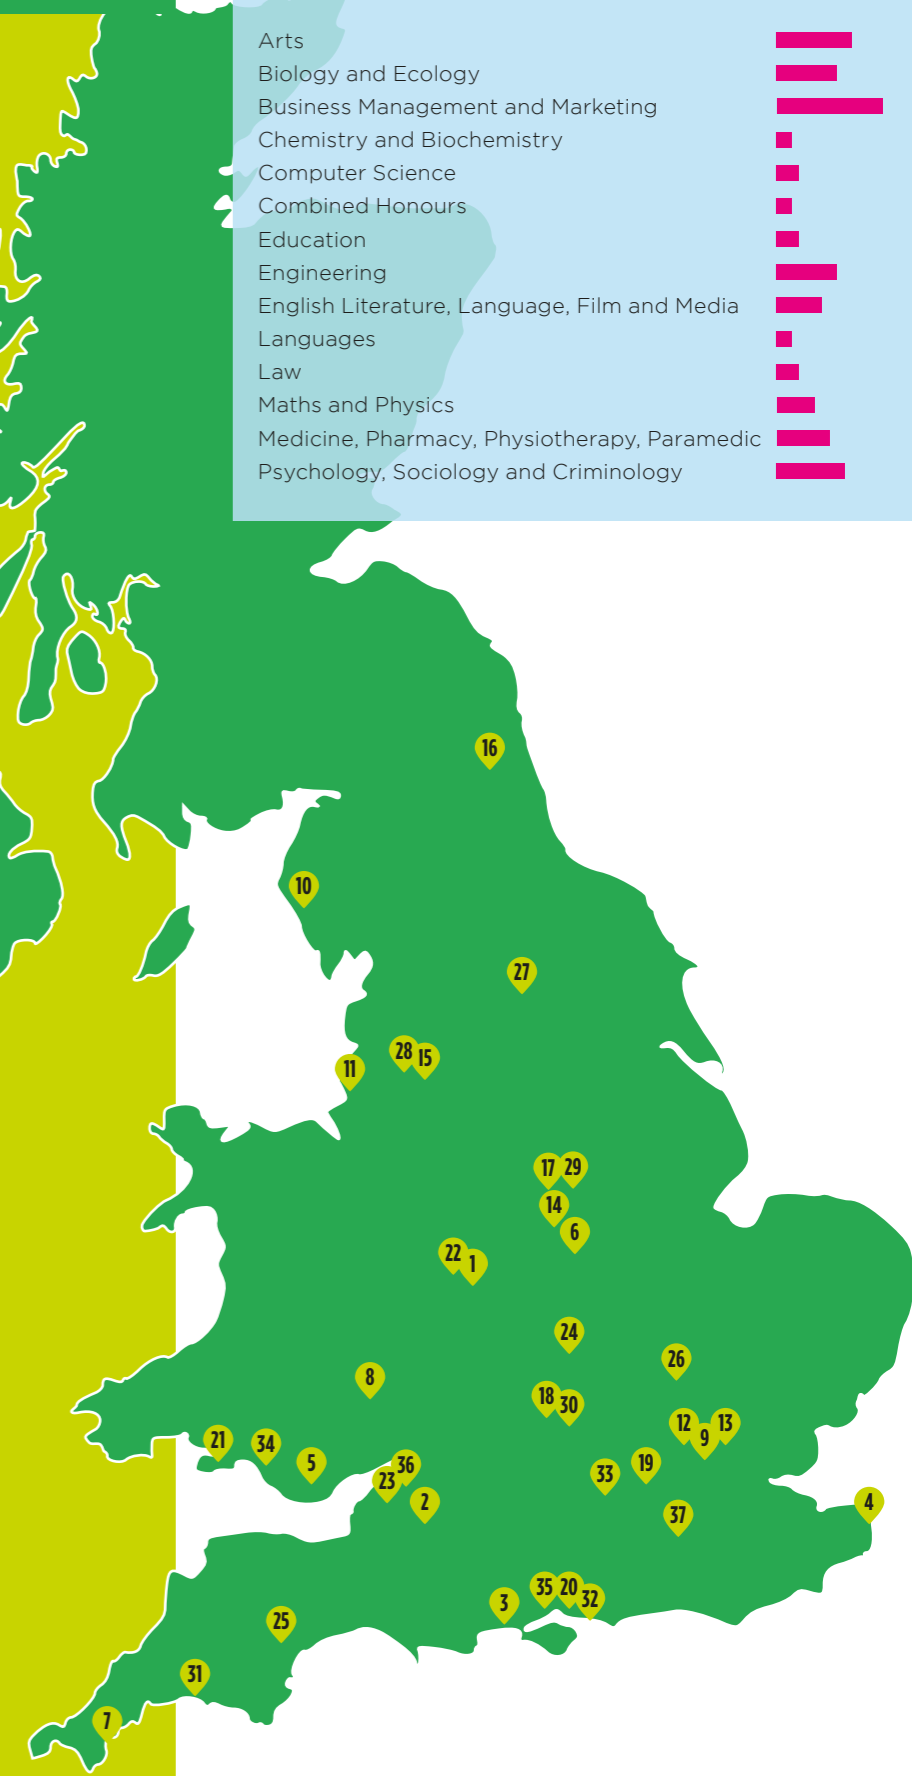 Arts
Biology and Ecology
Business Management and Marketing
Chemistry and Biochemistry
Computer Science
Combined Honours
Education
Engineering
English Literature, Language, Film and Media
Languages
Law
Maths and Physics
Medicine, Pharmacy, Physiotherapy, Paramedic
Psychology, Sociology and Criminology
16
10
27
28 15
11
17 29
14
6
22 1
24
26
8
18 30
12 13
9
21 34
5 36 19
23 33
2 4
37
35 20
3 32
25
31
7